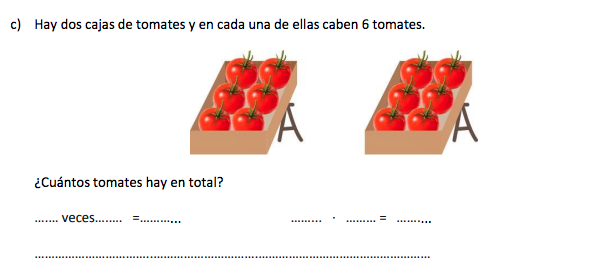 c) Hay dos cajas de tomates y en cada una de ellas caben 6 tomates.
¿Cuántos tomates hay en total?
....... veces........ =............ ......... · ......... = ..........
....................................................................................................................